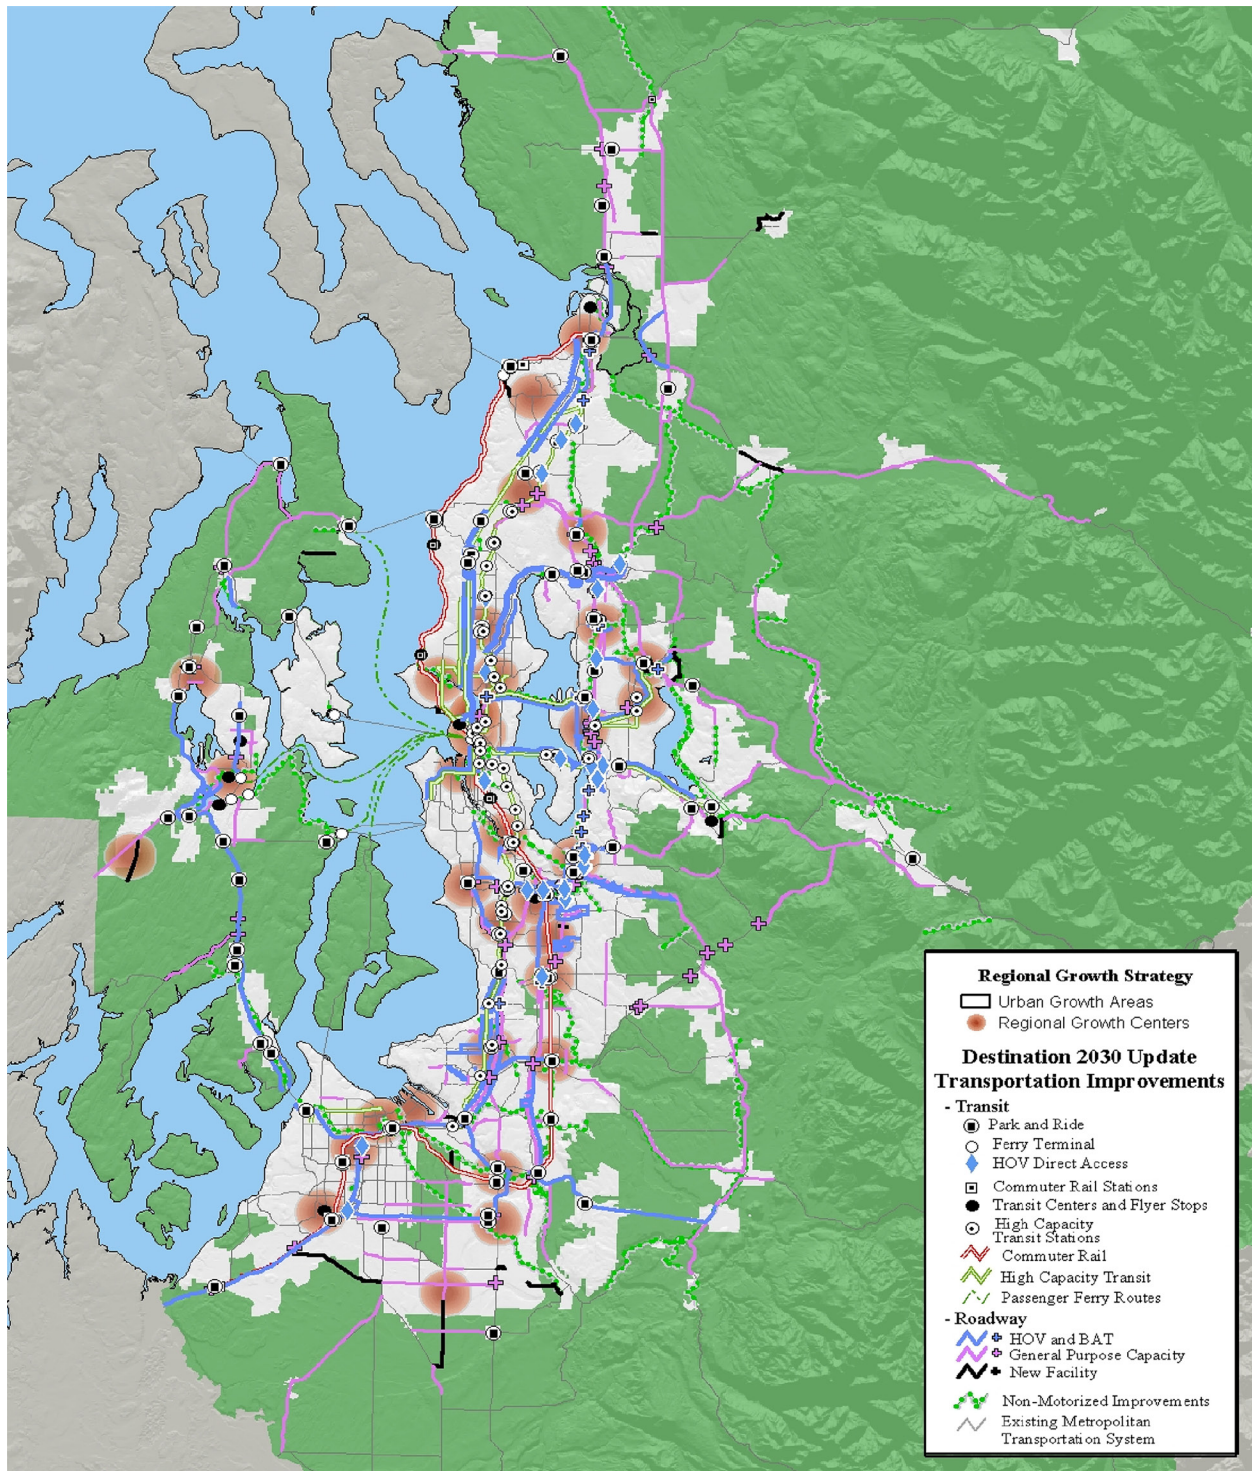 Regional Growth Strategy
Urban Growth Areas
Regional Growth Centers
Destination 2030 Update
Transportation Improvements
- Transit
Park and Ride
Ferry Terminal
HOV Direct Access
Commuter Rail Stations
Transit Centers and Flyer Stops
High Capacity
Transit Stations
Commuter Rail
High Capacity Transit
Passenger Ferry Routes
- Roadway
HOV and BAT
General Purpose Capacity
New Facility
Non-Motorized Improvements
Existing Metropolitan
Transportation System